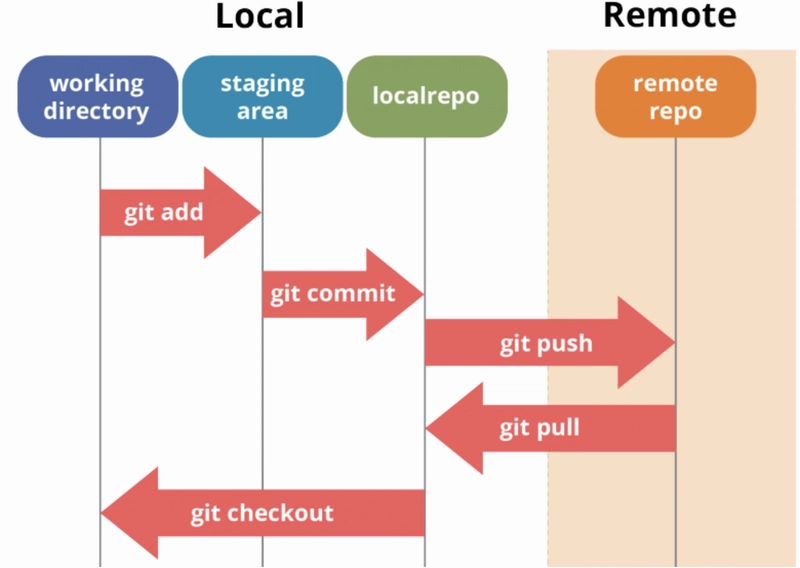 Local
Remote
working
directory
staging
area
localrepo
remote
repo
git add
git commit
git push
git pull
git checkout